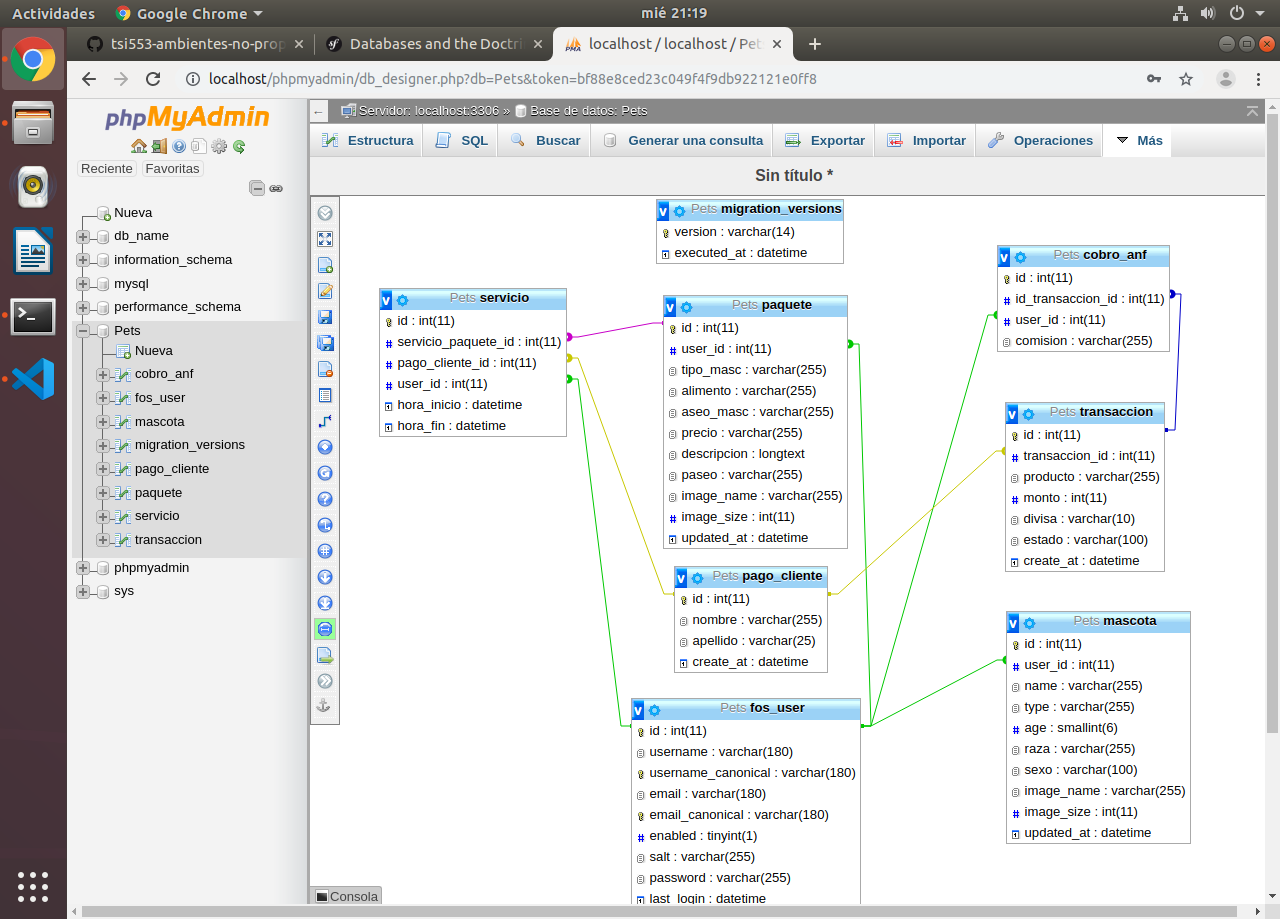 Actividades
Google Chrome
mié 21:19
tsi553-ambientes-no-prop
Databases and the Doctri
localhost / localhost / Pet
localhost/phpmyadmin/db_designer.php?db=Pets&token=bf88e8ced23c049f4f9db922121e0ff8
phpMyAdmin
Reciente
Favoritas
Nueva
db_name
information_schema
mysql
performance_schema
Pets
Nueva
cobro_anf
fos_user
mascota
migration_versions
pago_cliente
paquete
servicio
transaccion
phpmyadmin
sys
Servidor: localhost:3306 » Base de datos: Pets
Estructura
SQL
Buscar
Generar una consulta
Exportar
Importar
Operaciones
Más
Sin título *
Pets migration_versions
version : varchar(14)
executed_at : datetime
Pets servicio
id : int(11)
servicio_paquete_id : int(11)
pago_cliente_id : int(11)
user_id : int(11)
hora_inicio : datetime
hora_fin : datetime
Pets paquete
id : int(11)
user_id : int(11)
tipo_masc : varchar(255)
alimento : varchar(255)
aseo_masc : varchar(255)
precio : varchar(255)
descripcion : longtext
paseo : varchar(255)
image_name : varchar(255)
image_size : int(11)
updated_at : datetime
Pets cobro_anf
id : int(11)
id_transaccion_id : int(11)
user_id : int(11)
comision : varchar(255)
Pets transaccion
id : int(11)
transaccion_id : int(11)
producto : varchar(255)
monto : int(11)
divisa : varchar(10)
estado : varchar(100)
create_at : datetime
Pets pago_cliente
id : int(11)
nombre : varchar(255)
apellido : varchar(25)
create_at : datetime
Pets mascota
id : int(11)
user_id : int(11)
name : varchar(255)
type : varchar(255)
age : smallint(6)
raza : varchar(255)
sexo : varchar(100)
image_name : varchar(255)
image_size : int(11)
updated_at : datetime
Pets fos_user
id : int(11)
username : varchar(180)
username_canonical : varchar(180)
email : varchar(180)
email_canonical : varchar(180)
enabled : tinyint(1)
salt : varchar(255)
password : varchar(255)
last_login : datetime
Consola